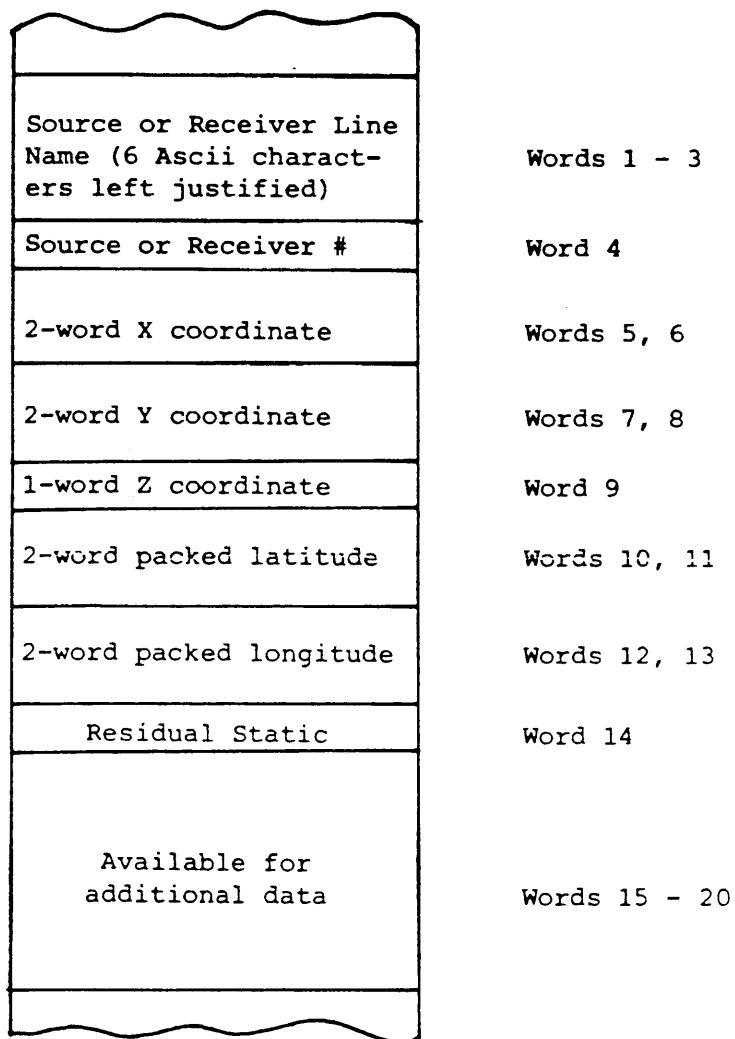 Source or Receiver Line
Name (6 Ascii charact-
ers left justified)
Words 1 - 3
Source or Receiver #
Word 4
2-word X coordinate
Words 5, 6
2-word Y coordinate
Words 7, 8
1-word Z coordinate
Word 9
2-word packed latitude
Words 10, 11
2-word packed longitude
Words 12, 13
Residual Static
Word 14
Available for
additional data
Words 15 - 20